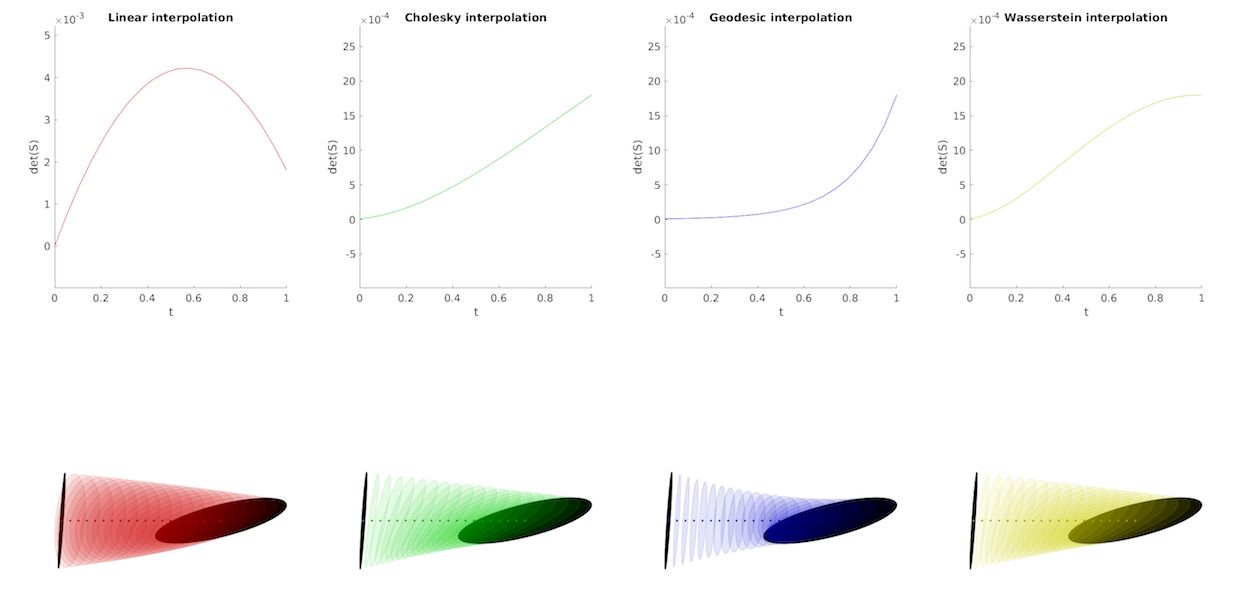 Linear interpolation
×10⁻³
5
4
3
2
1
0
det(S)
0 0.2 0.4 0.6 0.8 1
t
Cholesky interpolation
×10⁻⁴
25
20
15
10
5
0
-5
det(S)
0 0.2 0.4 0.6 0.8 1
t
Geodesic interpolation
×10⁻⁴
25
20
15
10
5
0
-5
det(S)
0 0.2 0.4 0.6 0.8 1
t
Wasserstein interpolation
×10⁻⁴
25
20
15
10
5
0
-5
det(S)
0 0.2 0.4 0.6 0.8 1
t